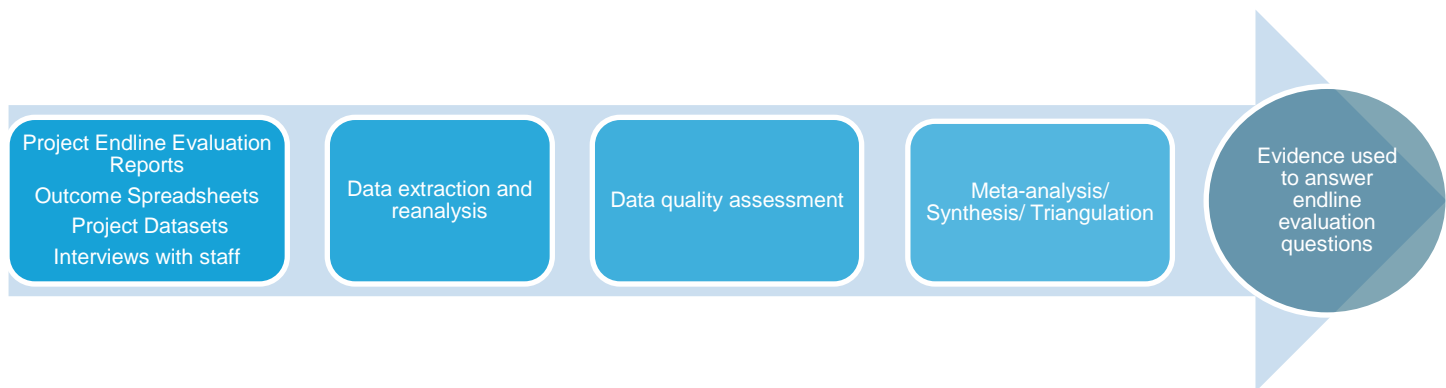 Project Endline Evaluation
Reports
Outcome Spreadsheets
Project Datasets
Interviews with staff
Data extraction and
reanalysis
Data quality assessment
Meta-analysis/
Synthesis/ Triangulation
Evidence used
to answer
endline
evaluation
questions